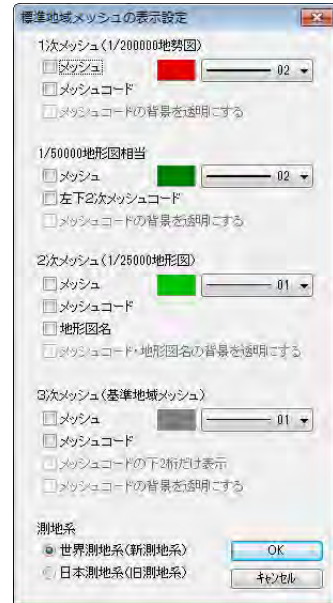 標準地域メッシュの表示設定
1次メッシュ(1/200000地勢図)
メッシュ 02
メッシュコード
メッシュコードの背景を透明にする
1/50000地形図相当
メッシュ 02
左下2次メッシュコード
メッシュコードの背景を透明にする
2次メッシュ(1/25000地形図)
メッシュ 01
メッシュコード
地形図名
メッシュコード・地形図名の背景を透明にする
3次メッシュ(基準地域メッシュ)
メッシュ 01
メッシュコード
メッシュコードの下2桁だけ表示
メッシュコードの背景を透明にする
測地系
世界測地系(新測地系) OK
日本測地系(旧測地系) キャンセル